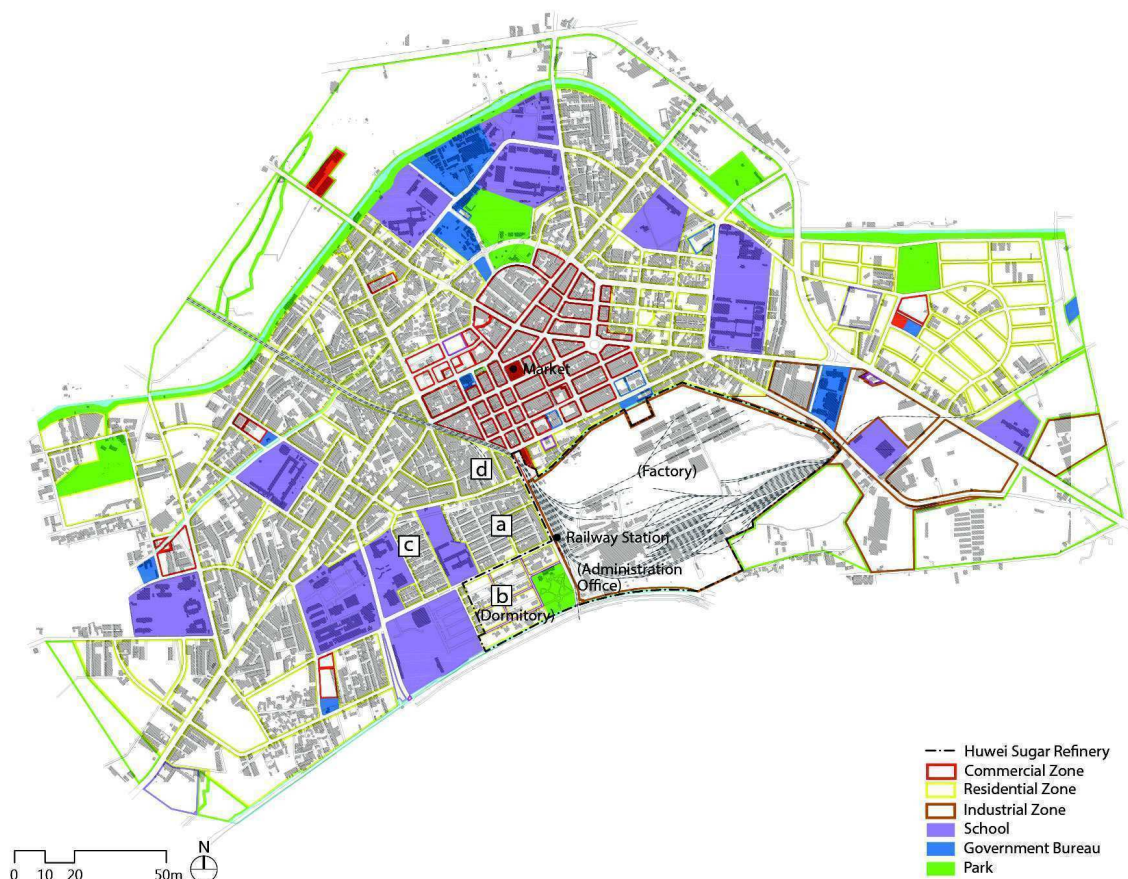 Market
d
(Factory)
a
Railway Station
c
(Administration
Office)
b
(Dormitory)
Huwei Sugar Refinery
Commercial Zone
Residential Zone
Industrial Zone
School
Government Bureau
Park
N
0 10 20 50m